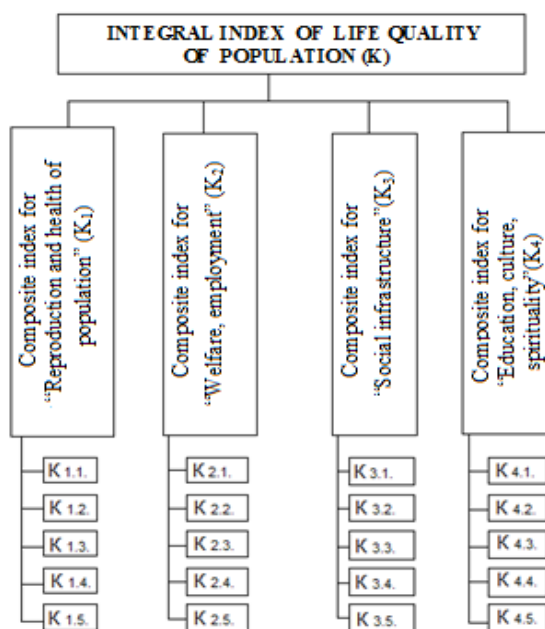 INTEGRAL INDEX OF LIFE QUALITY
OF POPULATION (K)
Composite index for
“Reproduction and health of
population” (K₁)
Composite index for
“Welfare, employment” (K₂)
Composite index for
“Social infrastructure”(K₃)
Composite index for
“Education, culture,
spirituality”(K₄)
K 1.1.
K 1.2.
K 1.3.
K 1.4.
K 1.5.
K 2.1.
K 2.2.
K 2.3.
K 2.4.
K 2.5.
K 3.1.
K 3.2.
K 3.3.
K 3.4.
K 3.5.
K 4.1.
K 4.2.
K 4.3.
K 4.4.
K 4.5.